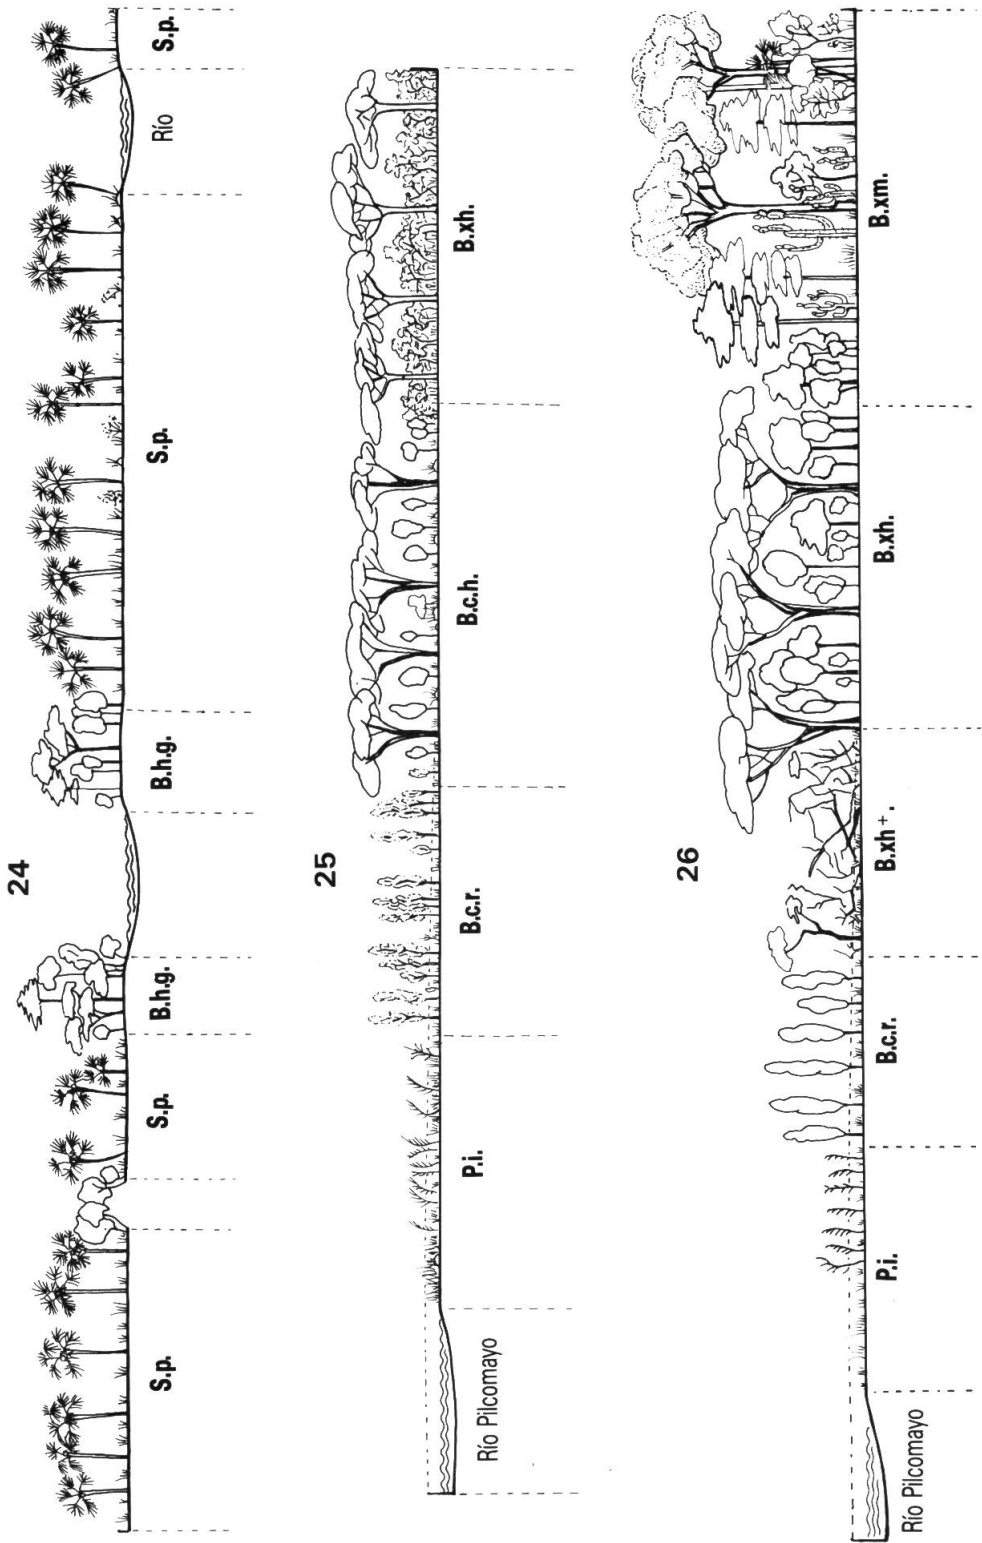 24
S.p. S.p. B.h.g. B.h.g. S.p. Río S.p.
25
Río Pilcomayo P.i. B.c.r. B.c.h. B.xh.
26
Río Pilcomayo P.i. B.c.r. B.xh⁺. B.xh. B.xm.